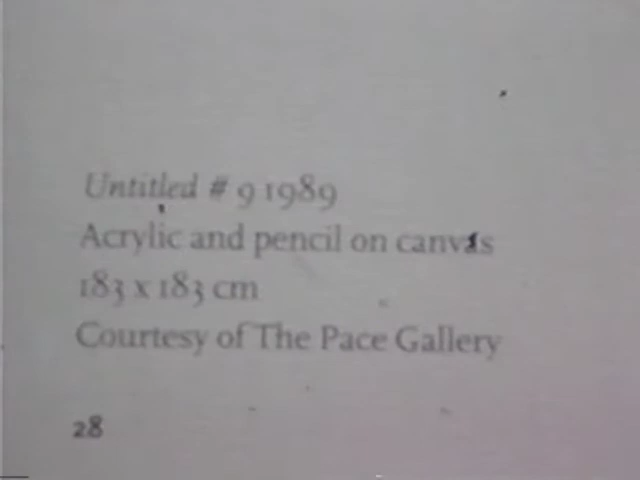 Untitled # 9 1989
Acrylic and pencil on canvas
183 x 183 cm
Courtesy of The Pace Gallery
28